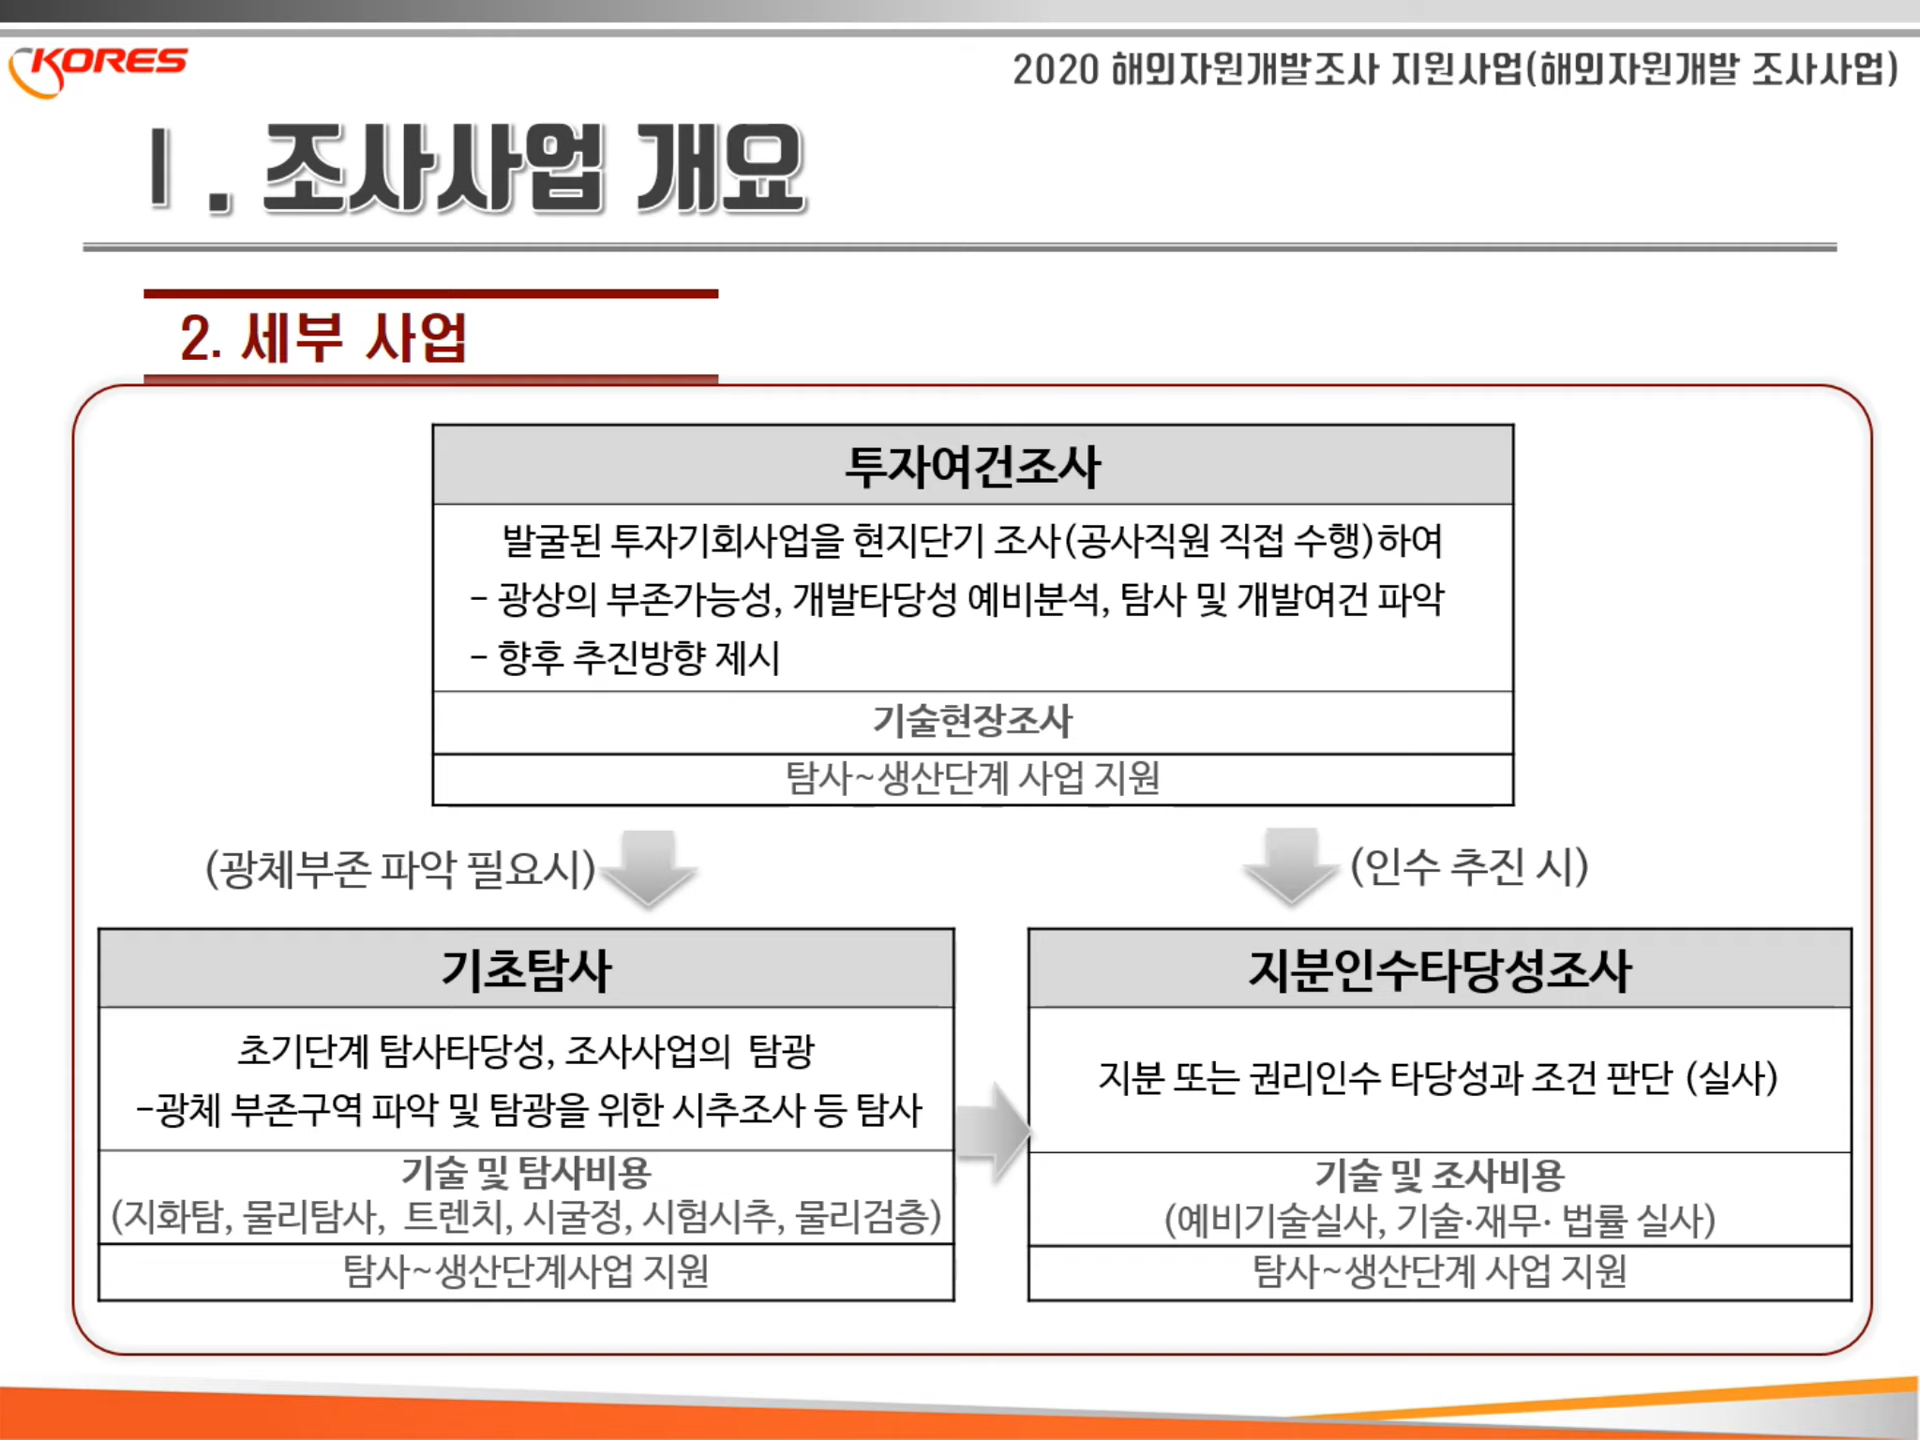 KORES
2020 해외자원개발조사 지원사업(해외자원개발 조사사업)
Ⅰ. 조사사업 개요
2. 세부 사업
투자여건조사
발굴된 투자기회사업을 현지단기 조사(공사직원 직접 수행)하여
- 광상의 부존가능성, 개발타당성 예비분석, 탐사 및 개발여건 파악
- 향후 추진방향 제시
기술현장조사
탐사~생산단계 사업 지원
(광체부존 파악 필요시)
(인수 추진 시)
기초탐사
초기단계 탐사타당성, 조사사업의 탐광
-광체 부존구역 파악 및 탐광을 위한 시추조사 등 탐사
기술 및 탐사비용
(지화탐, 물리탐사, 트렌치, 시굴정, 시험시추, 물리검층)
탐사~생산단계사업 지원
지분인수타당성조사
지분 또는 권리인수 타당성과 조건 판단 (실사)
기술 및 조사비용
(예비기술실사, 기술·재무· 법률 실사)
탐사~생산단계 사업 지원